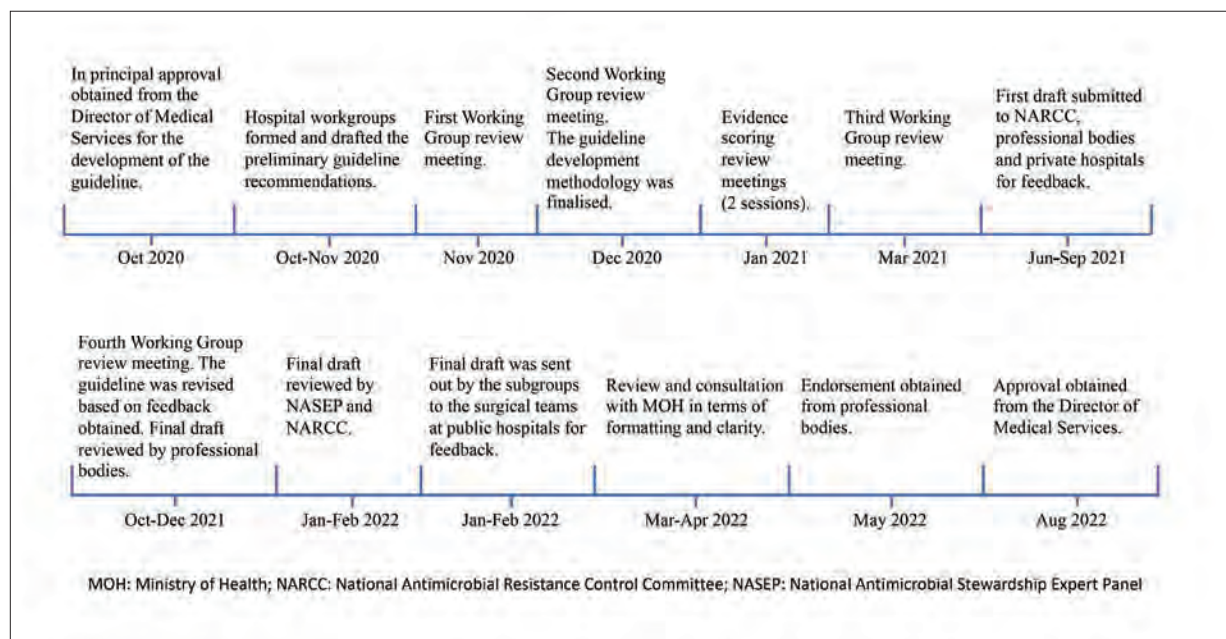 In principal approval
obtained from the
Director of Medical
Services for the
development of the
guideline.
Hospital workgroups
formed and drafted the
preliminary guideline
recommendations.
First Working
Group review
meeting.
Second Working
Group review
meeting.
The guideline
development
methodology was
finalised.
Evidence
scoring
review
meetings
(2 sessions).
Third Working
Group review
meeting.
First draft submitted
to NARCC,
professional bodies
and private hospitals
for feedback.
Oct 2020
Oct-Nov 2020
Nov 2020
Dec 2020
Jan 2021
Mar 2021
Jun-Sep 2021
Fourth Working Group
review meeting. The
guideline was revised
based on feedback
obtained. Final draft
reviewed by professional
bodies.
Final draft
reviewed by
NASEP and
NARCC.
Final draft was sent
out by the subgroups
to the surgical teams
at public hospitals for
feedback.
Review and consultation
with MOH in terms of
formatting and clarity.
Endorsement obtained
from professional
bodies.
Approval obtained
from the Director of
Medical Services.
Oct-Dec 2021
Jan-Feb 2022
Jan-Feb 2022
Mar-Apr 2022
May 2022
Aug 2022
MOH: Ministry of Health; NARCC: National Antimicrobial Resistance Control Committee; NASEP: National Antimicrobial Stewardship Expert Panel